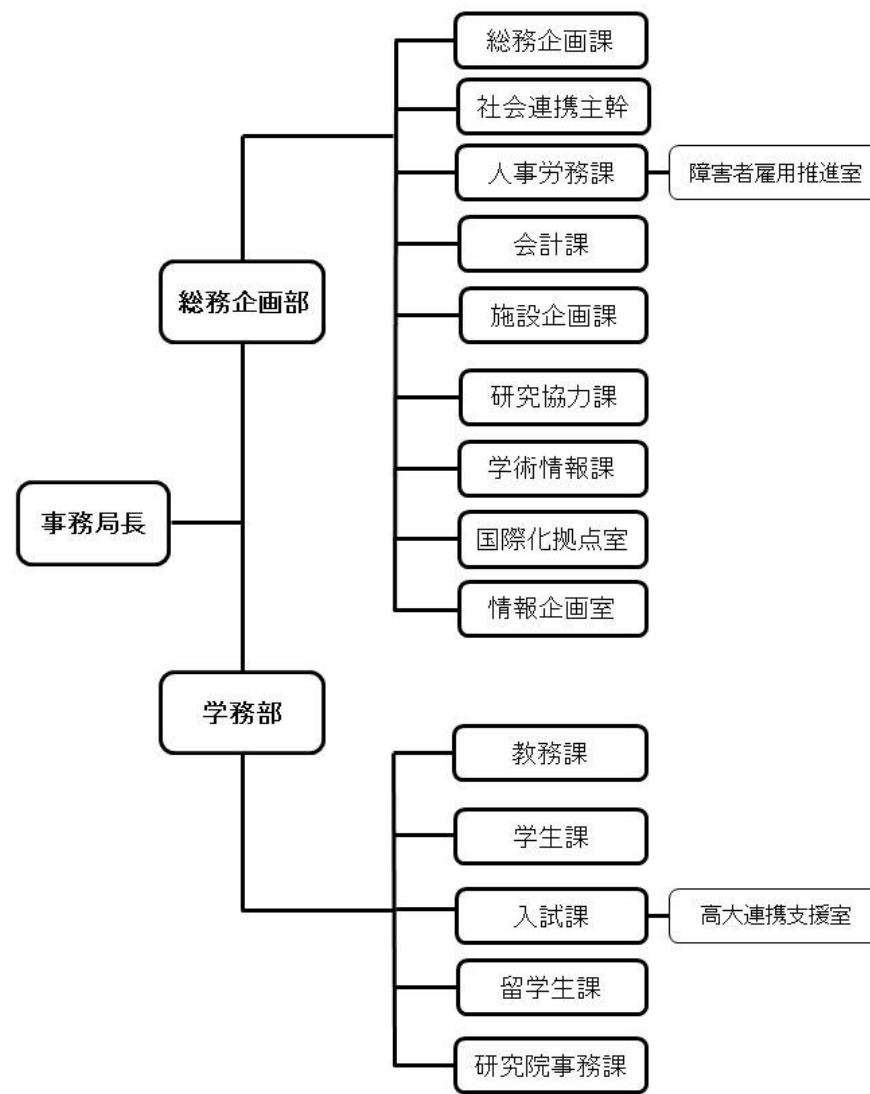 事務局長
総務企画部
総務企画課
社会連携主幹
人事労務課
障害者雇用推進室
会計課
施設企画課
研究協力課
学術情報課
国際化拠点室
情報企画室
学務部
教務課
学生課
入試課
高大連携支援室
留学生課
研究院事務課